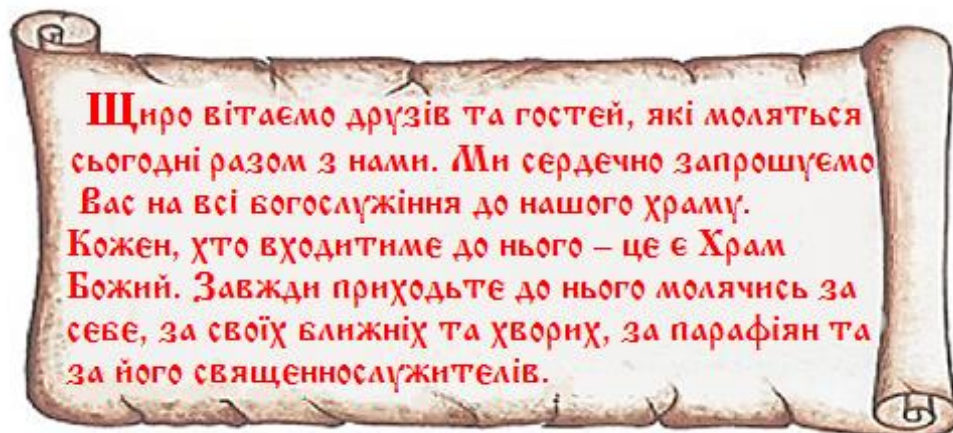 Щиро вітаємо друзів та гостей, які моляться
сьогодні разом з нами. Ми сердечно запрошуємо
Вас на всі богослужіння до нашого храму.
Кожен, хто входитиме до нього – це є Храм
Божий. Завжди приходьте до нього молячись за
себе, за своїх ближніх та хворих, за парафіян та
за його священнослужителів.